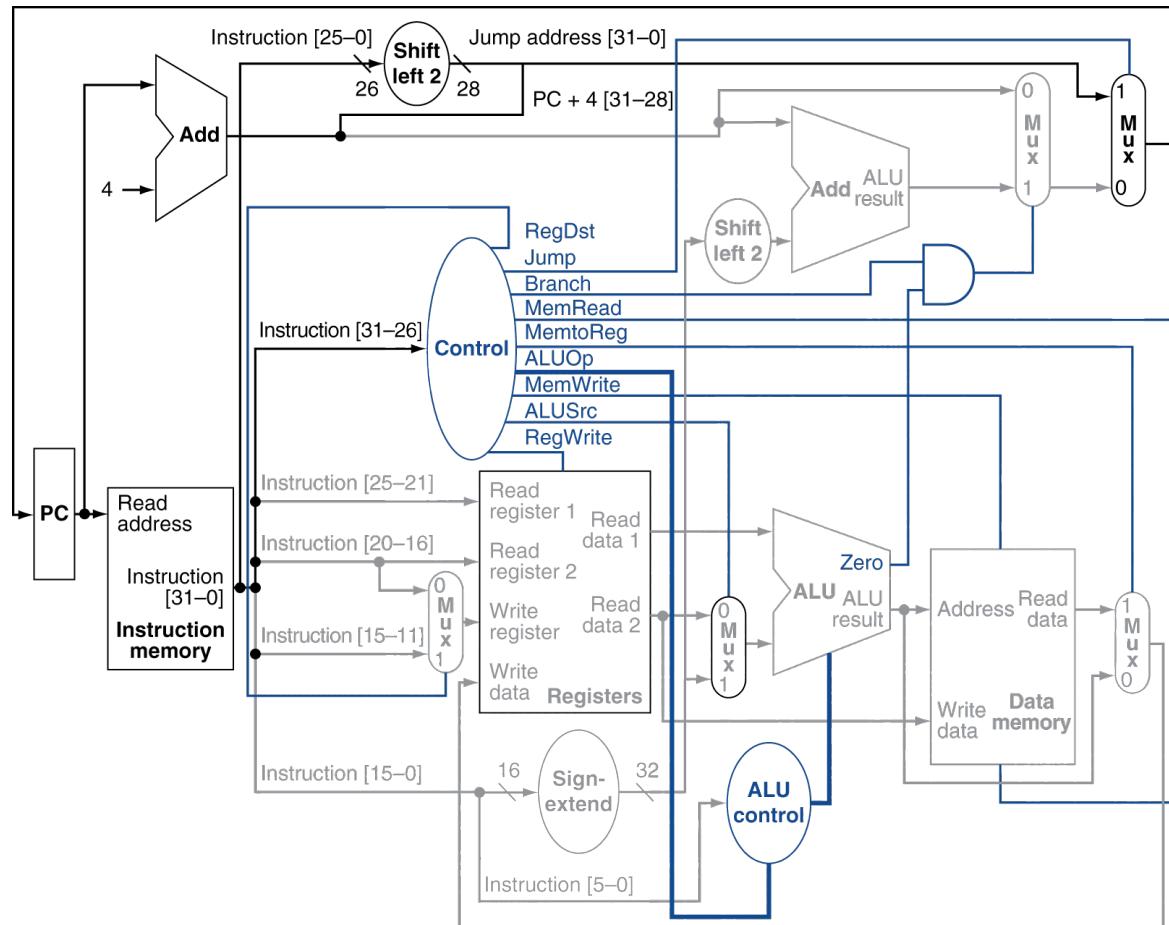 Instruction [25–0]
Shift
left 2
Jump address [31–0]
26
28
PC + 4 [31–28]
Add
4
0
M
u
x
1
1
M
u
x
0
Add
ALU
result
Shift
left 2
RegDst
Jump
Branch
MemRead
MemtoReg
ALUOp
MemWrite
ALUSrc
RegWrite
Instruction [31–26]
Control
PC
Read
address
Instruction
[31–0]
Instruction
memory
Instruction [25–21]
Instruction [20–16]
Instruction [15–11]
0
M
u
x
1
Read
register 1
Read
register 2
Write
register
Write
data
Read
data 1
Read
data 2
Registers
0
M
u
x
1
Zero
ALU
ALU
result
Address
Read
data
Write
data
Data
memory
1
M
u
x
0
Instruction [15–0]
16
Sign-
extend
32
ALU
control
Instruction [5–0]